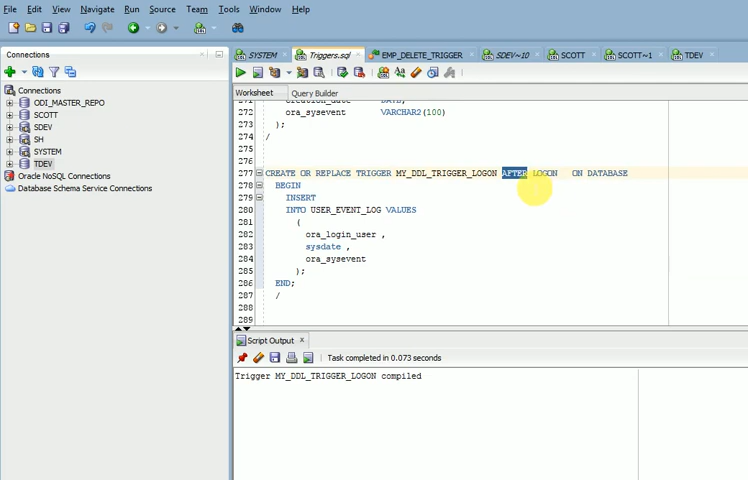 File Edit View Navigate Run Source Team Tools Window Help
Connections
Connections
ODI_MASTER_REPO
SCOTT
SDEV
SH
SYSTEM
TDEV
Oracle NoSQL Connections
Database Schema Service Connections
SYSTEM Triggers.sql EMP_DELETE_TRIGGER SDEV~10 SCOTT SCOTT~1 TDEV
Worksheet Query Builder
271 creation_date DATE,
272 ora_sysevent VARCHAR2(100)
273 );
274 /
275
276
277 CREATE OR REPLACE TRIGGER MY_DDL_TRIGGER_LOGON AFTER LOGON ON DATABASE
278 BEGIN
279 INSERT
280 INTO USER_EVENT_LOG VALUES
281 (
282 ora_login_user ,
283 sysdate ,
284 ora_sysevent
285 );
286 END;
287 /
288
289
Script Output
Task completed in 0.073 seconds
Trigger MY_DDL_TRIGGER_LOGON compiled